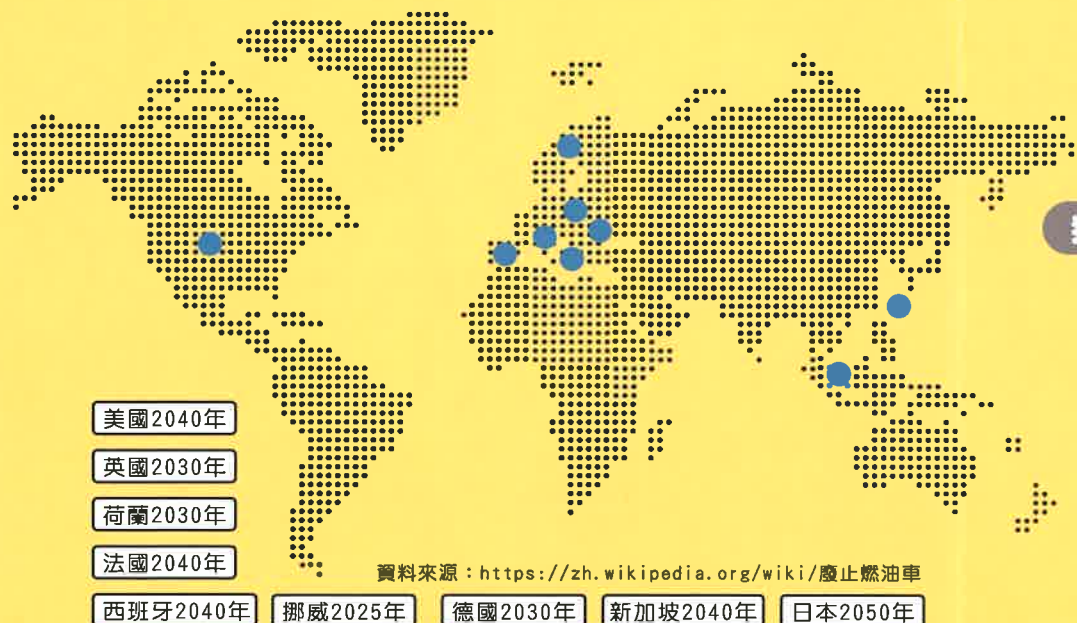 美國2040年
英國2030年
荷蘭2030年
法國2040年
資料來源：https://zh.wikipedia.org/wiki/廢止燃油車
西班牙2040年 挪威2025年 德國2030年 新加坡2040年 日本2050年